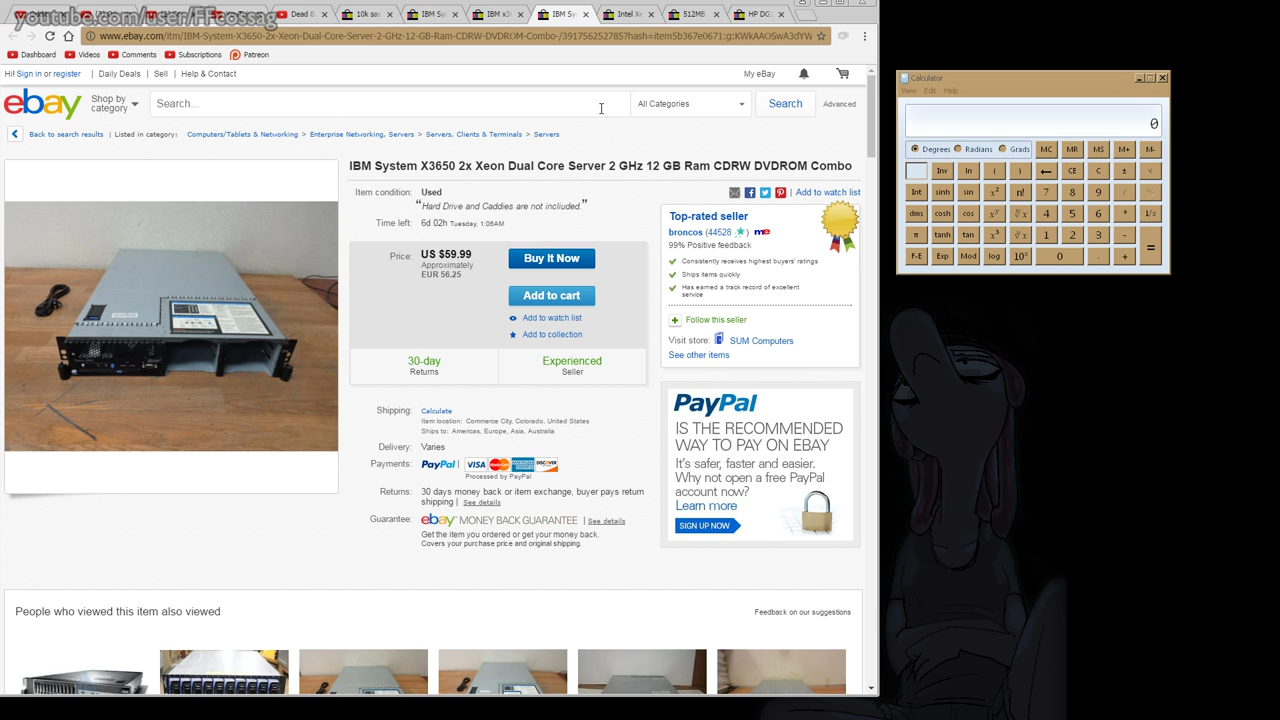 youtube.com/user/FFcossag
Dead B
10k sa
IBM Sy
IBM x3
IBM Sy
Intel Xe
512MB
HP DG
www.ebay.com/itm/IBM-System-X3650-2x-Xeon-Dual-Core-Server-2-GHz-12-GB-Ram-CDRW-DVDROM-Combo-/391756252785?hash=item5b367e0671:g:KWkAAOSwA3dYW
Dashboard Videos Comments Subscriptions Patreon
Hi! Sign in or register | Daily Deals | Sell | Help & Contact
My eBay
ebay
Shop by category
Search...
All Categories
Search
Advanced
Back to search results | Listed in category: Computers/Tablets & Networking > Enterprise Networking, Servers > Servers, Clients & Terminals > Servers
IBM System X3650 2x Xeon Dual Core Server 2 GHz 12 GB Ram CDRW DVDROM Combo
Item condition: Used
"Hard Drive and Caddies are not included."
Time left: 6d 02h Tuesday, 1:06AM
Price: US $59.99
Approximately
EUR 56.25
Buy It Now
Add to cart
Add to watch list
Add to collection
30-day
Returns
Experienced
Seller
Shipping: Calculate
Item location: Commerce City, Colorado, United States
Ships to: Americas, Europe, Asia, Australia
Delivery: Varies
Payments: PayPal | VISA MasterCard DISCOVER
Processed by PayPal
Returns: 30 days money back or item exchange, buyer pays return
shipping | See details
Guarantee: ebay MONEY BACK GUARANTEE | See details
Get the item you ordered or get your money back.
Covers your purchase price and original shipping.
| Add to watch list
Top-rated seller
broncos (44528 ) me
99% Positive feedback
Consistently receives highest buyers' ratings
Ships items quickly
Has earned a track record of excellent
service
Follow this seller
Visit store: SUM Computers
See other items
PayPal
IS THE RECOMMENDED
WAY TO PAY ON EBAY
It's safer, faster and easier.
Why not open a free PayPal
account now?
Learn more
SIGN UP NOW
People who viewed this item also viewed
Feedback on our suggestions
Calculator
View Edit Help
0
Degrees Radians Grads MC MR MS M+ M-
Inv ln ( ) ← CE C ± √
Int sinh sin x² n! 7 8 9 / %
dms cosh cos xʸ ʸ√x 4 5 6 * 1/x
π tanh tan x³ ³√x 1 2 3 - =
F-E Exp Mod log 10ˣ 0 . +